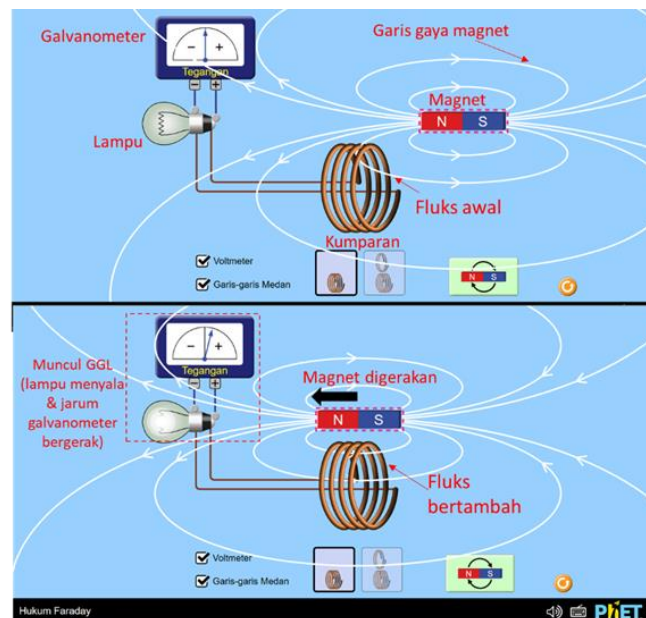 Galvanometer
Garis gaya magnet
− +
Tegangan
− +
Magnet
N S
Lampu
Fluks awal
Kumparan
Voltmeter
Garis-garis Medan
N S
Muncul GGL
(lampu menyala
& jarum
galvanometer
bergerak)
− +
Tegangan
− +
Magnet digerakan
N S
Fluks
bertambah
Voltmeter
Garis-garis Medan
N S
Hukum Faraday
PhET